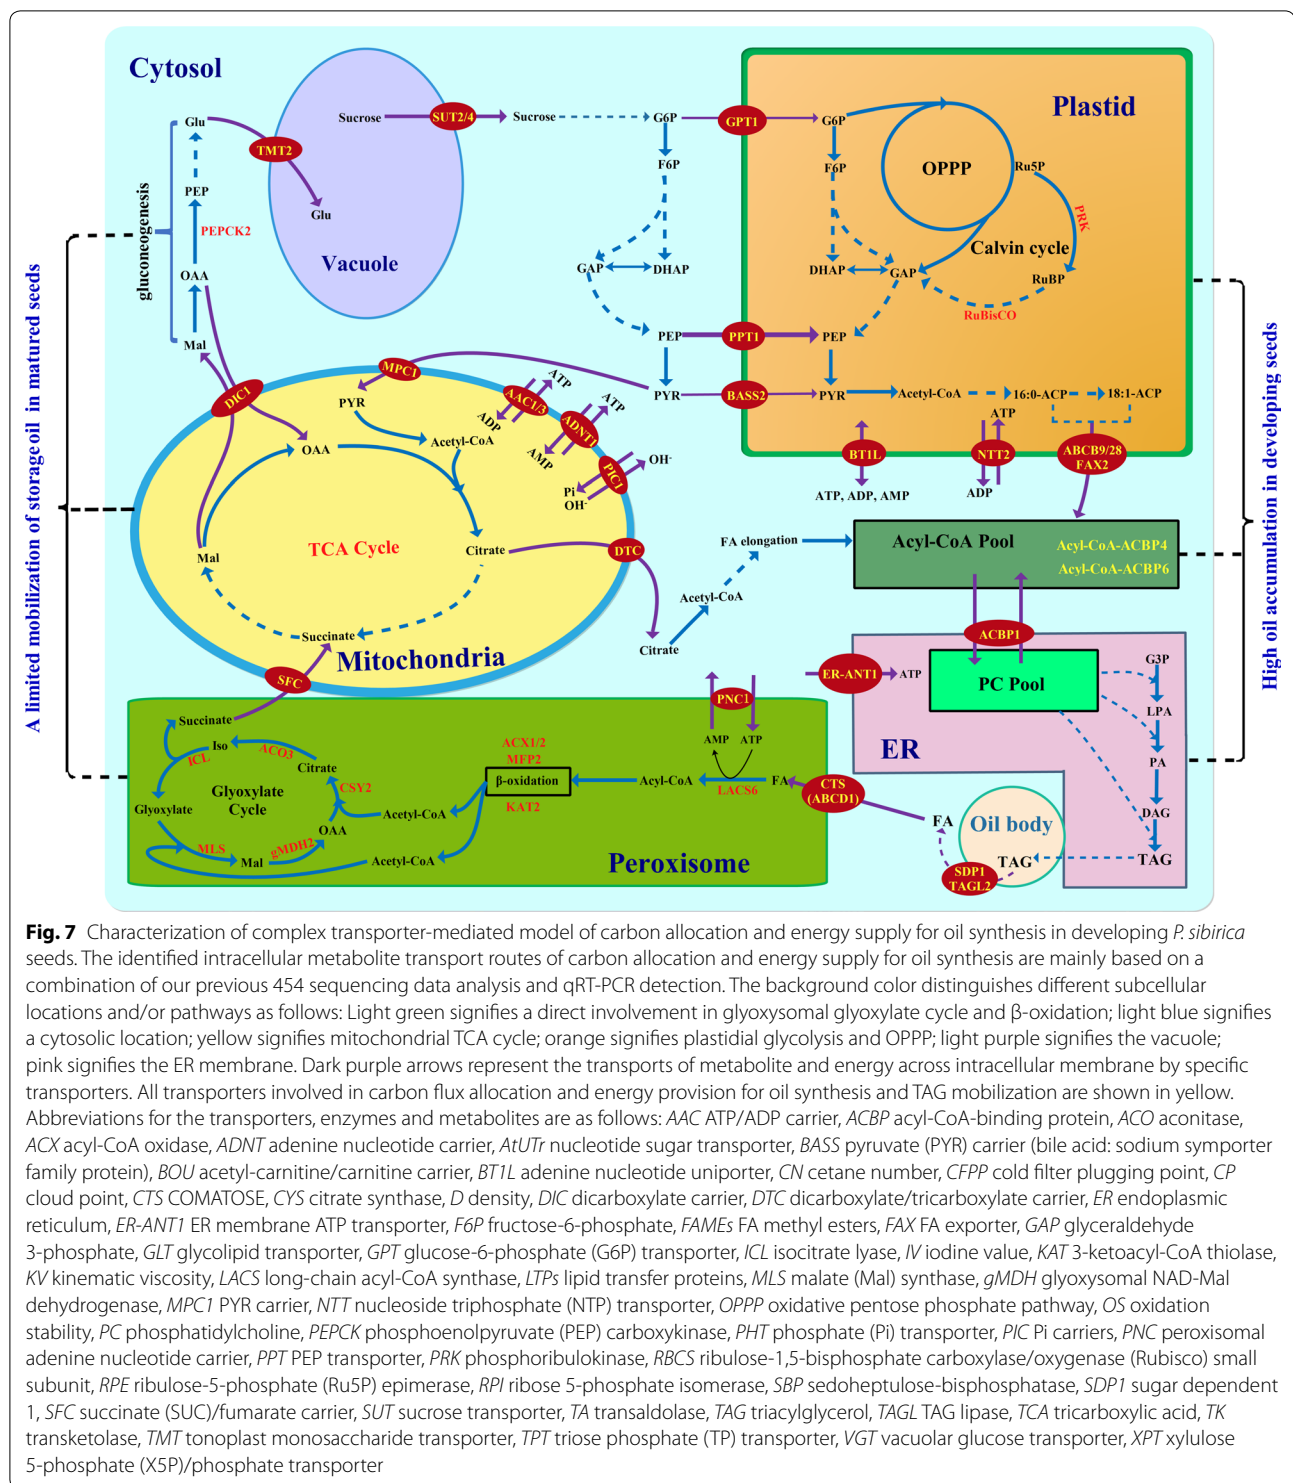 Cytosol
Plastid
Glu
TMT2
Glu
Vacuole
Sucrose
SUT2/4
Sucrose
G6P
GPT1
G6P
F6P
F6P
OPPP
Ru5P
PRK
Calvin cycle
RuBP
RuBisCO
GAP
DHAP
DHAP
GAP
PEP
PPT1
PEP
PYR
BASS2
PYR
Acetyl-CoA
16:0-ACP
18:1-ACP
gluconeogenesis
PEP
PEPCK2
OAA
Mal
A limited mobilization of storage oil in matured seeds
High oil accumulation in developing seeds
DIC1
MPC1
PYR
AAC1/3
ATP
ADP
ADNT1
ATP
AMP
PIC1
OH-
Pi
OH-
OAA
Acetyl-CoA
TCA Cycle
Citrate
Mal
Succinate
Mitochondria
DTC
SFC
BT1L
ATP, ADP, AMP
ATP
NTT2
ADP
ABCB9/28
FAX2
FA elongation
Acetyl-CoA
Citrate
Acyl-CoA Pool
Acyl-CoA-ACBP4
Acyl-CoA-ACBP6
ACBP1
ER-ANT1
ATP
PC Pool
ER
G3P
LPA
PA
DAG
TAG
Oil body
TAG
SDP1
TAGL2
FA
CTS
(ABCD1)
PNC1
AMP
ATP
FA
LACS6
Acyl-CoA
ACX1/2
MFP2
β-oxidation
KAT2
Acetyl-CoA
Acetyl-CoA
Succinate
Iso
ACO3
ICL
Citrate
CSY2
Glyoxylate
Glyoxylate
Cycle
OAA
MLS
Mal
gMDH2
Peroxisome
Fig. 7 Characterization of complex transporter-mediated model of carbon allocation and energy supply for oil synthesis in developing P. sibirica
seeds. The identified intracellular metabolite transport routes of carbon allocation and energy supply for oil synthesis are mainly based on a
combination of our previous 454 sequencing data analysis and qRT-PCR detection. The background color distinguishes different subcellular
locations and/or pathways as follows: Light green signifies a direct involvement in glyoxysomal glyoxylate cycle and β-oxidation; light blue signifies
a cytosolic location; yellow signifies mitochondrial TCA cycle; orange signifies plastidial glycolysis and OPPP; light purple signifies the vacuole;
pink signifies the ER membrane. Dark purple arrows represent the transports of metabolite and energy across intracellular membrane by specific
transporters. All transporters involved in carbon flux allocation and energy provision for oil synthesis and TAG mobilization are shown in yellow.
Abbreviations for the transporters, enzymes and metabolites are as follows: AAC ATP/ADP carrier, ACBP acyl-CoA-binding protein, ACO aconitase,
ACX acyl-CoA oxidase, ADNT adenine nucleotide carrier, AtUTr nucleotide sugar transporter, BASS pyruvate (PYR) carrier (bile acid: sodium symporter
family protein), BOU acetyl-carnitine/carnitine carrier, BT1L adenine nucleotide uniporter, CN cetane number, CFPP cold filter plugging point, CP
cloud point, CTS COMATOSE, CYS citrate synthase, D density, DIC dicarboxylate carrier, DTC dicarboxylate/tricarboxylate carrier, ER endoplasmic
reticulum, ER-ANT1 ER membrane ATP transporter, F6P fructose-6-phosphate, FAMEs FA methyl esters, FAX FA exporter, GAP glyceraldehyde
3-phosphate, GLT glycolipid transporter, GPT glucose-6-phosphate (G6P) transporter, ICL isocitrate lyase, IV iodine value, KAT 3-ketoacyl-CoA thiolase,
KV kinematic viscosity, LACS long-chain acyl-CoA synthase, LTPs lipid transfer proteins, MLS malate (Mal) synthase, gMDH glyoxysomal NAD-Mal
dehydrogenase, MPC1 PYR carrier, NTT nucleoside triphosphate (NTP) transporter, OPPP oxidative pentose phosphate pathway, OS oxidation
stability, PC phosphatidylcholine, PEPCK phosphoenolpyruvate (PEP) carboxykinase, PHT phosphate (Pi) transporter, PIC Pi carriers, PNC peroxisomal
adenine nucleotide carrier, PPT PEP transporter, PRK phosphoribulokinase, RBCS ribulose-1,5-bisphosphate carboxylase/oxygenase (Rubisco) small
subunit, RPE ribulose-5-phosphate (Ru5P) epimerase, RPI ribose 5-phosphate isomerase, SBP sedoheptulose-bisphosphatase, SDP1 sugar dependent
1, SFC succinate (SUC)/fumarate carrier, SUT sucrose transporter, TA transaldolase, TAG triacylglycerol, TAGL TAG lipase, TCA tricarboxylic acid, TK
transketolase, TMT tonoplast monosaccharide transporter, TPT triose phosphate (TP) transporter, VGT vacuolar glucose transporter, XPT xylulose
5-phosphate (X5P)/phosphate transporter